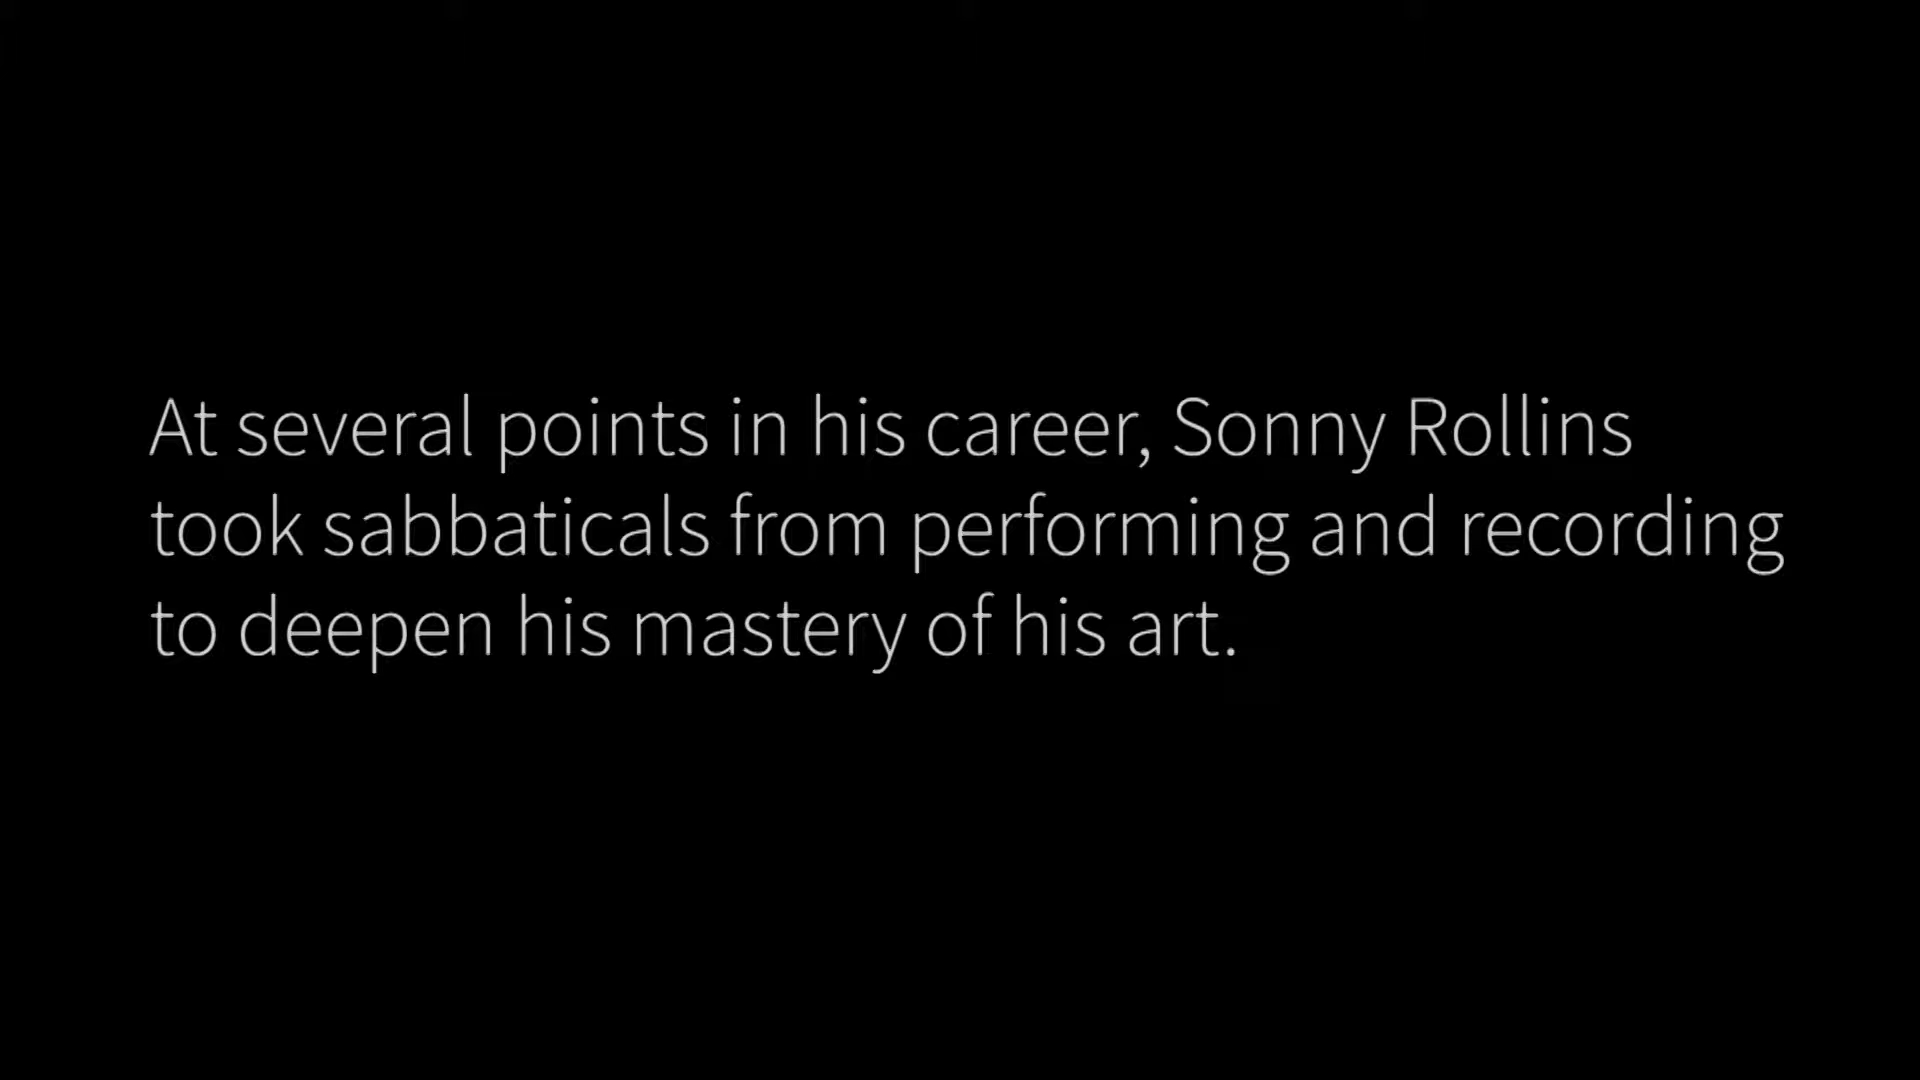 At several points in his career, Sonny Rollins
took sabbaticals from performing and recording
to deepen his mastery of his art.